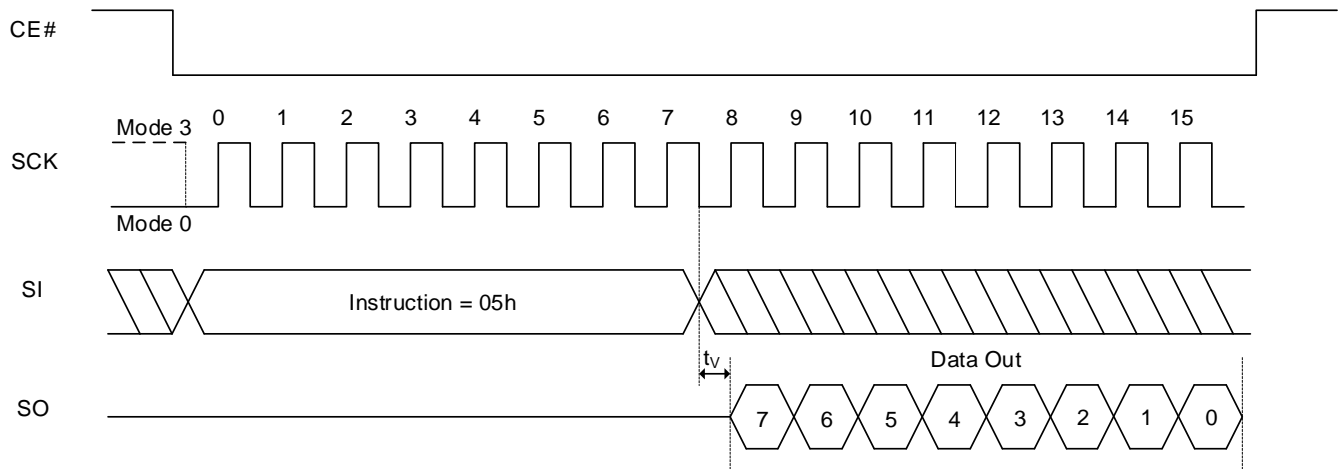 CE#
Mode 3 0 1 2 3 4 5 6 7 8 9 10 11 12 13 14 15
SCK
Mode 0
SI Instruction = 05h
tV Data Out
SO 7 6 5 4 3 2 1 0